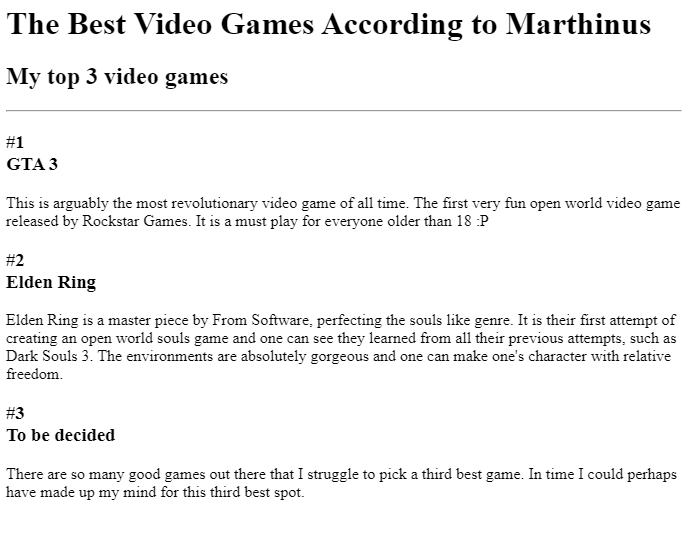 The Best Video Games According to Marthinus
My top 3 video games
#1
GTA 3
This is arguably the most revolutionary video game of all time. The first very fun open world video game
released by Rockstar Games. It is a must play for everyone older than 18 :P
#2
Elden Ring
Elden Ring is a master piece by From Software, perfecting the souls like genre. It is their first attempt of
creating an open world souls game and one can see they learned from all their previous attempts, such as
Dark Souls 3. The environments are absolutely gorgeous and one can make one's character with relative
freedom.
#3
To be decided
There are so many good games out there that I struggle to pick a third best game. In time I could perhaps
have made up my mind for this third best spot.